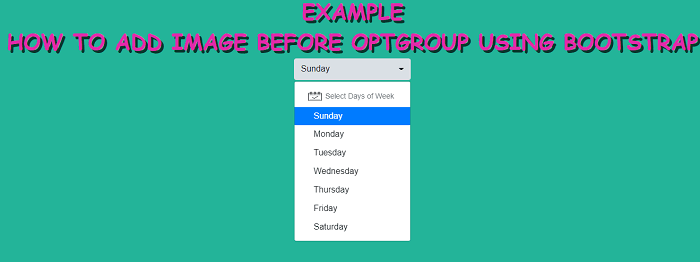 EXAMPLE
HOW TO ADD IMAGE BEFORE OPTGROUP USING BOOTSTRAP
Sunday
Select Days of Week
Sunday
Monday
Tuesday
Wednesday
Thursday
Friday
Saturday